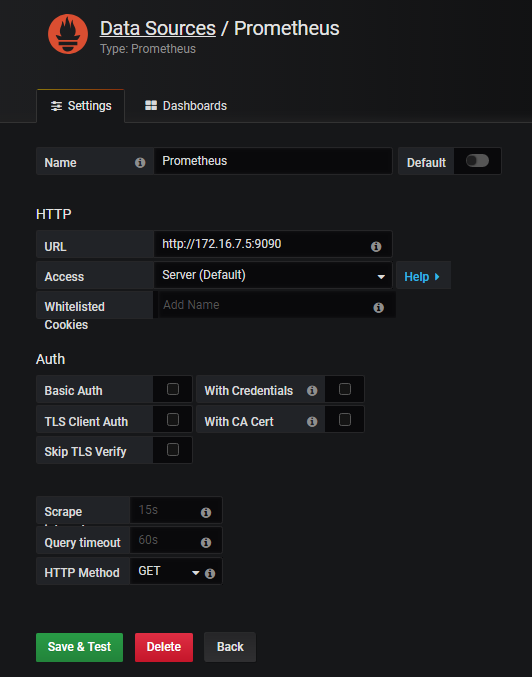 Data Sources / Prometheus
Type: Prometheus
Settings
Dashboards
Name
Prometheus
Default
HTTP
URL
http://172.16.7.5:9090
Access
Server (Default)
Help
Whitelisted
Cookies
Add Name
Auth
Basic Auth
With Credentials
TLS Client Auth
With CA Cert
Skip TLS Verify
Scrape
15s
Query timeout
60s
HTTP Method
GET
Save & Test
Delete
Back